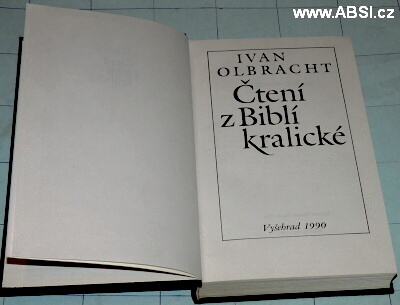 www.ABSI.cz
IVAN
OLBRACHT
Čtení
z Biblí
kralické
Vyšehrad 1990